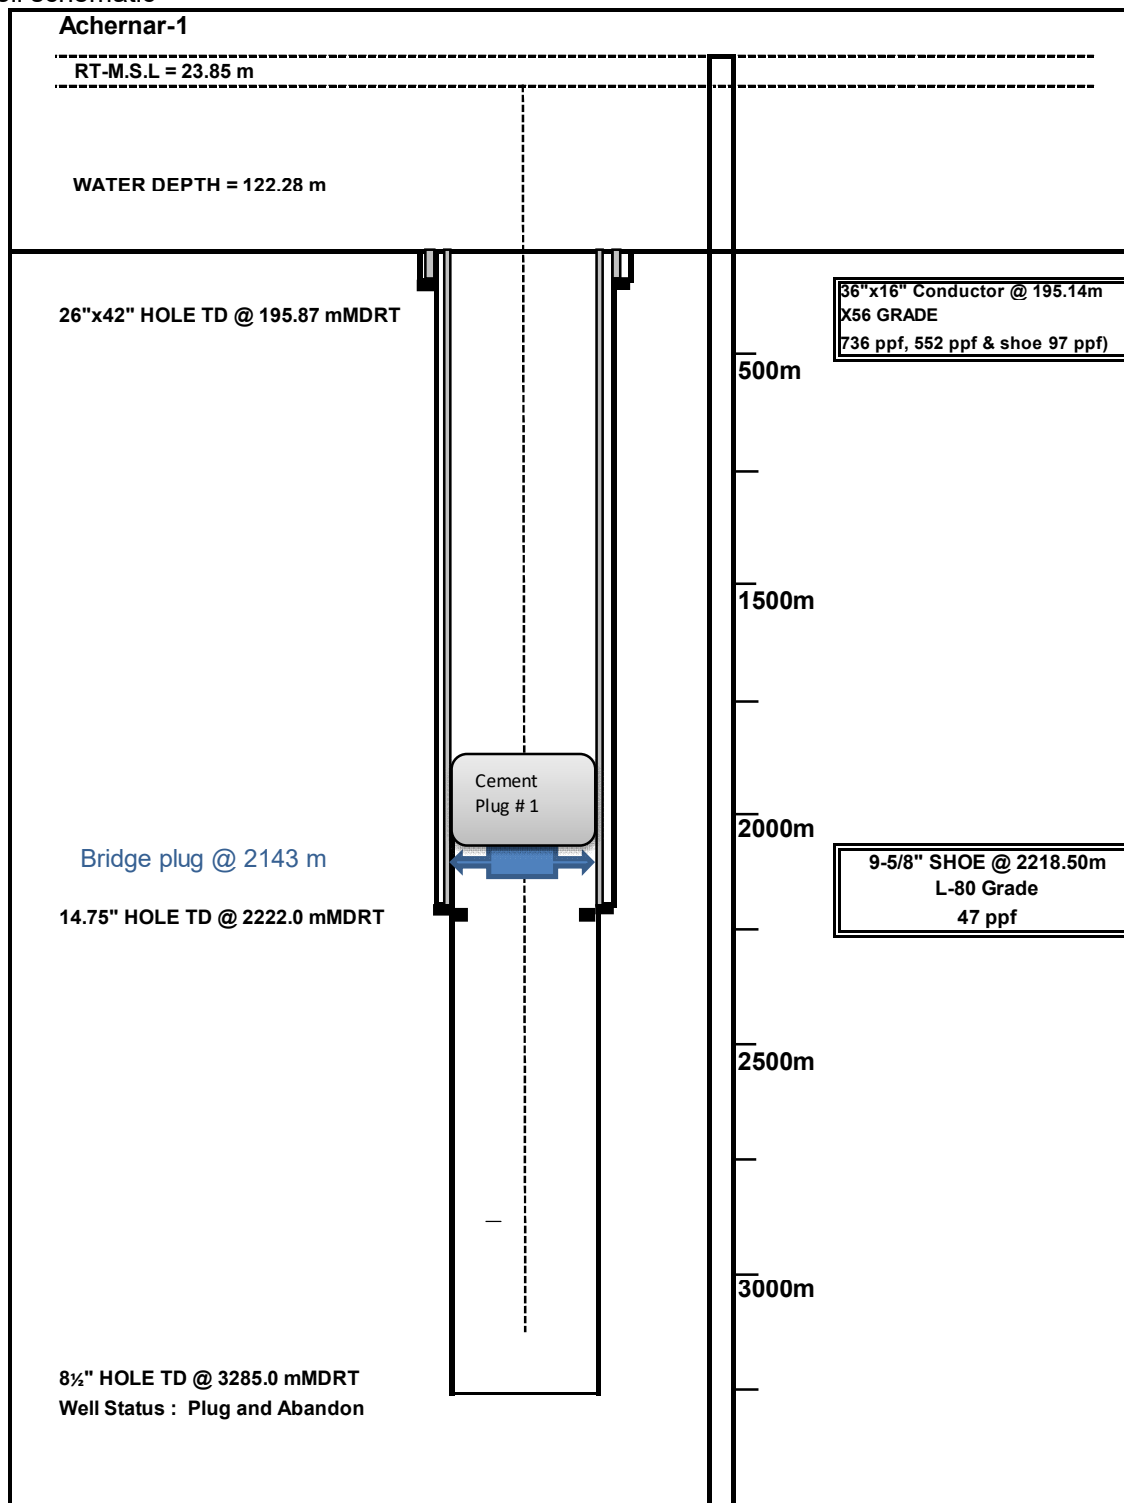 Achernar-1
RT-M.S.L = 23.85 m
WATER DEPTH = 122.28 m
26"x42" HOLE TD @ 195.87 mMDRT
36"x16" Conductor @ 195.14m
X56 GRADE
736 ppf, 552 ppf & shoe 97 ppf)
500m
1500m
Cement
Plug # 1
2000m
Bridge plug @ 2143 m
9-5/8" SHOE @ 2218.50m
L-80 Grade
47 ppf
14.75" HOLE TD @ 2222.0 mMDRT
2500m
3000m
8½" HOLE TD @ 3285.0 mMDRT
Well Status : Plug and Abandon